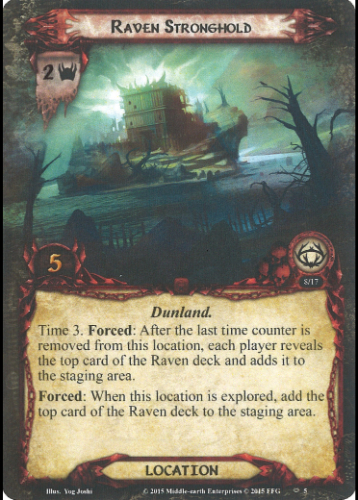 Raven Stronghold
2
5
8/17
Dunland.
Time 3. Forced: After the last time counter is
removed from this location, each player reveals
the top card of the Raven deck and adds it to
the staging area.
Forced: When this location is explored, add the
top card of the Raven deck to the staging area.
Location
Illus. Yog Joshi © 2015 Middle-earth Enterprises © 2015 FFG 5